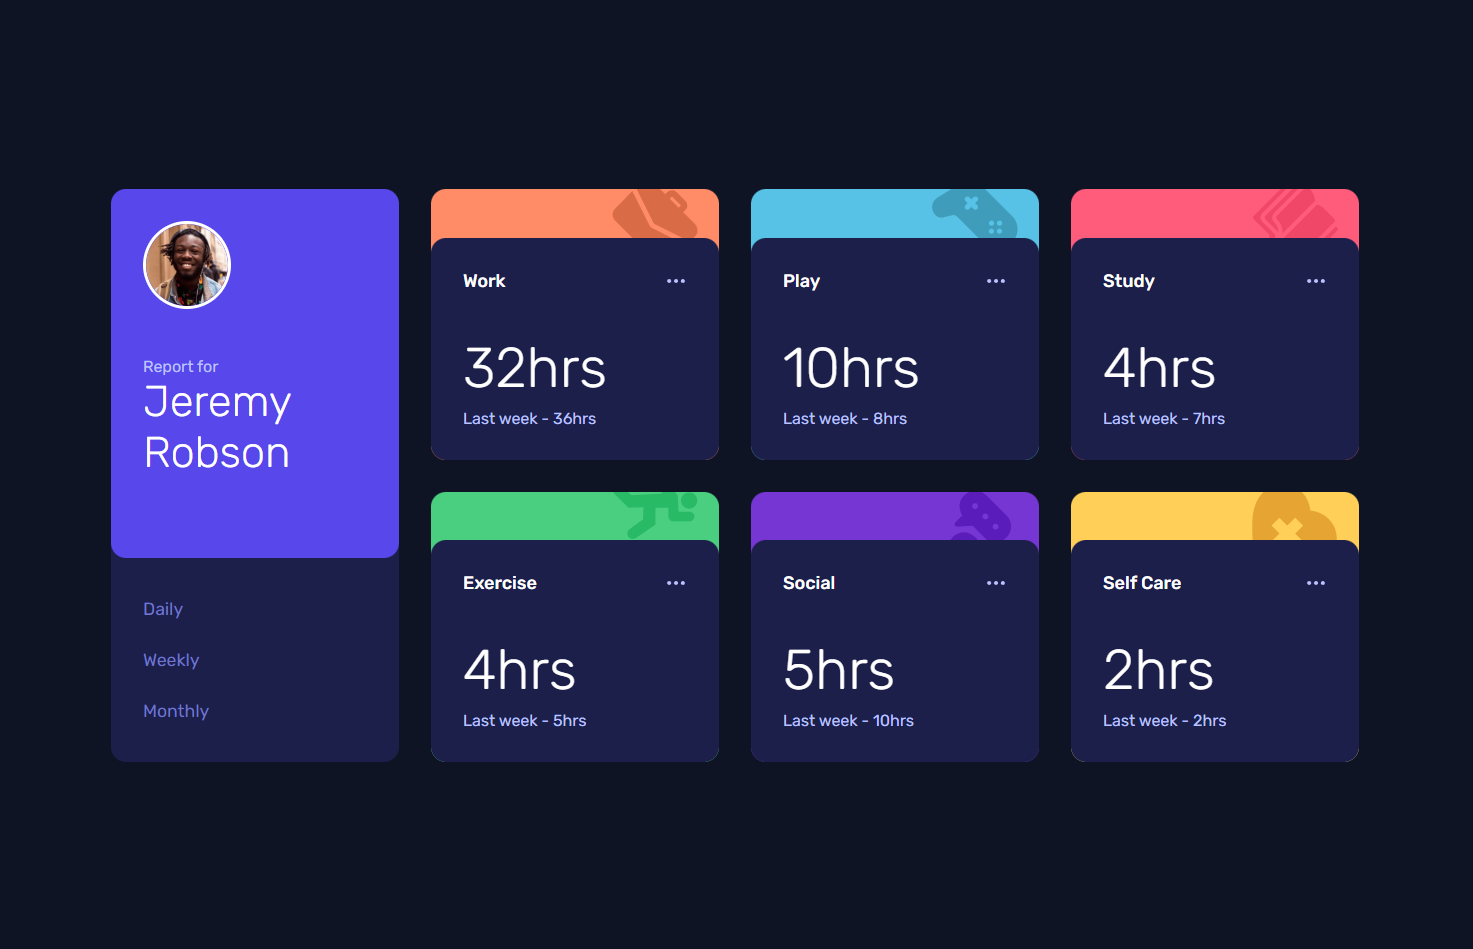 Report for
Jeremy
Robson
Daily
Weekly
Monthly
Work
32hrs
Last week - 36hrs
Play
10hrs
Last week - 8hrs
Study
4hrs
Last week - 7hrs
Exercise
4hrs
Last week - 5hrs
Social
5hrs
Last week - 10hrs
Self Care
2hrs
Last week - 2hrs